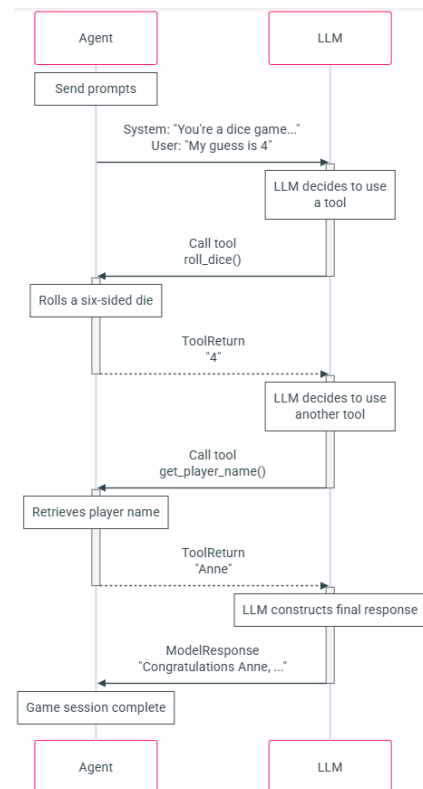 Agent
LLM
Send prompts
System: "You're a dice game..."
User: "My guess is 4"
LLM decides to use
a tool
Call tool
roll_dice()
Rolls a six-sided die
ToolReturn
"4"
LLM decides to use
another tool
Call tool
get_player_name()
Retrieves player name
ToolReturn
"Anne"
LLM constructs final response
ModelResponse
"Congratulations Anne, ..."
Game session complete
Agent
LLM